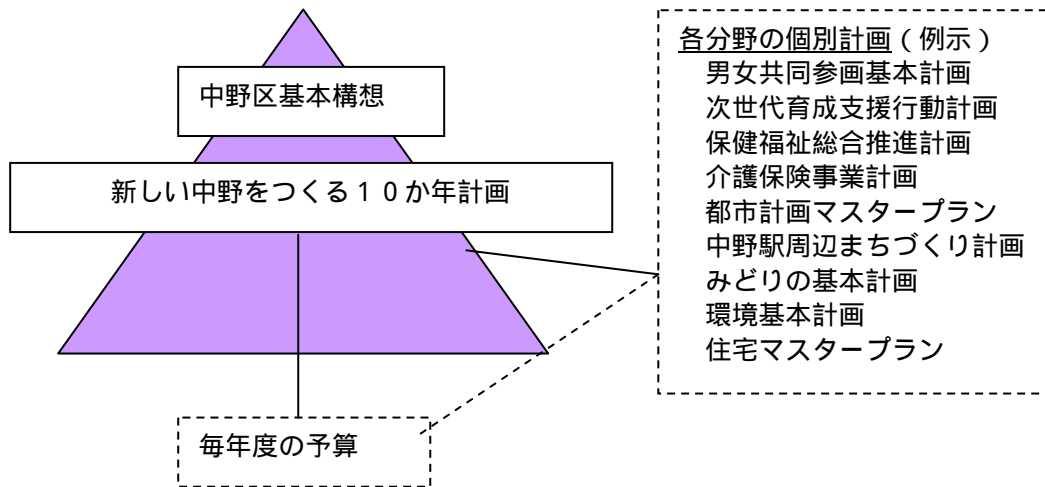 中野区基本構想
新しい中野をつくる１０か年計画
毎年度の予算
各分野の個別計画（例示）
男女共同参画基本計画
次世代育成支援行動計画
保健福祉総合推進計画
介護保険事業計画
都市計画マスタープラン
中野駅周辺まちづくり計画
みどりの基本計画
環境基本計画
住宅マスタープラン